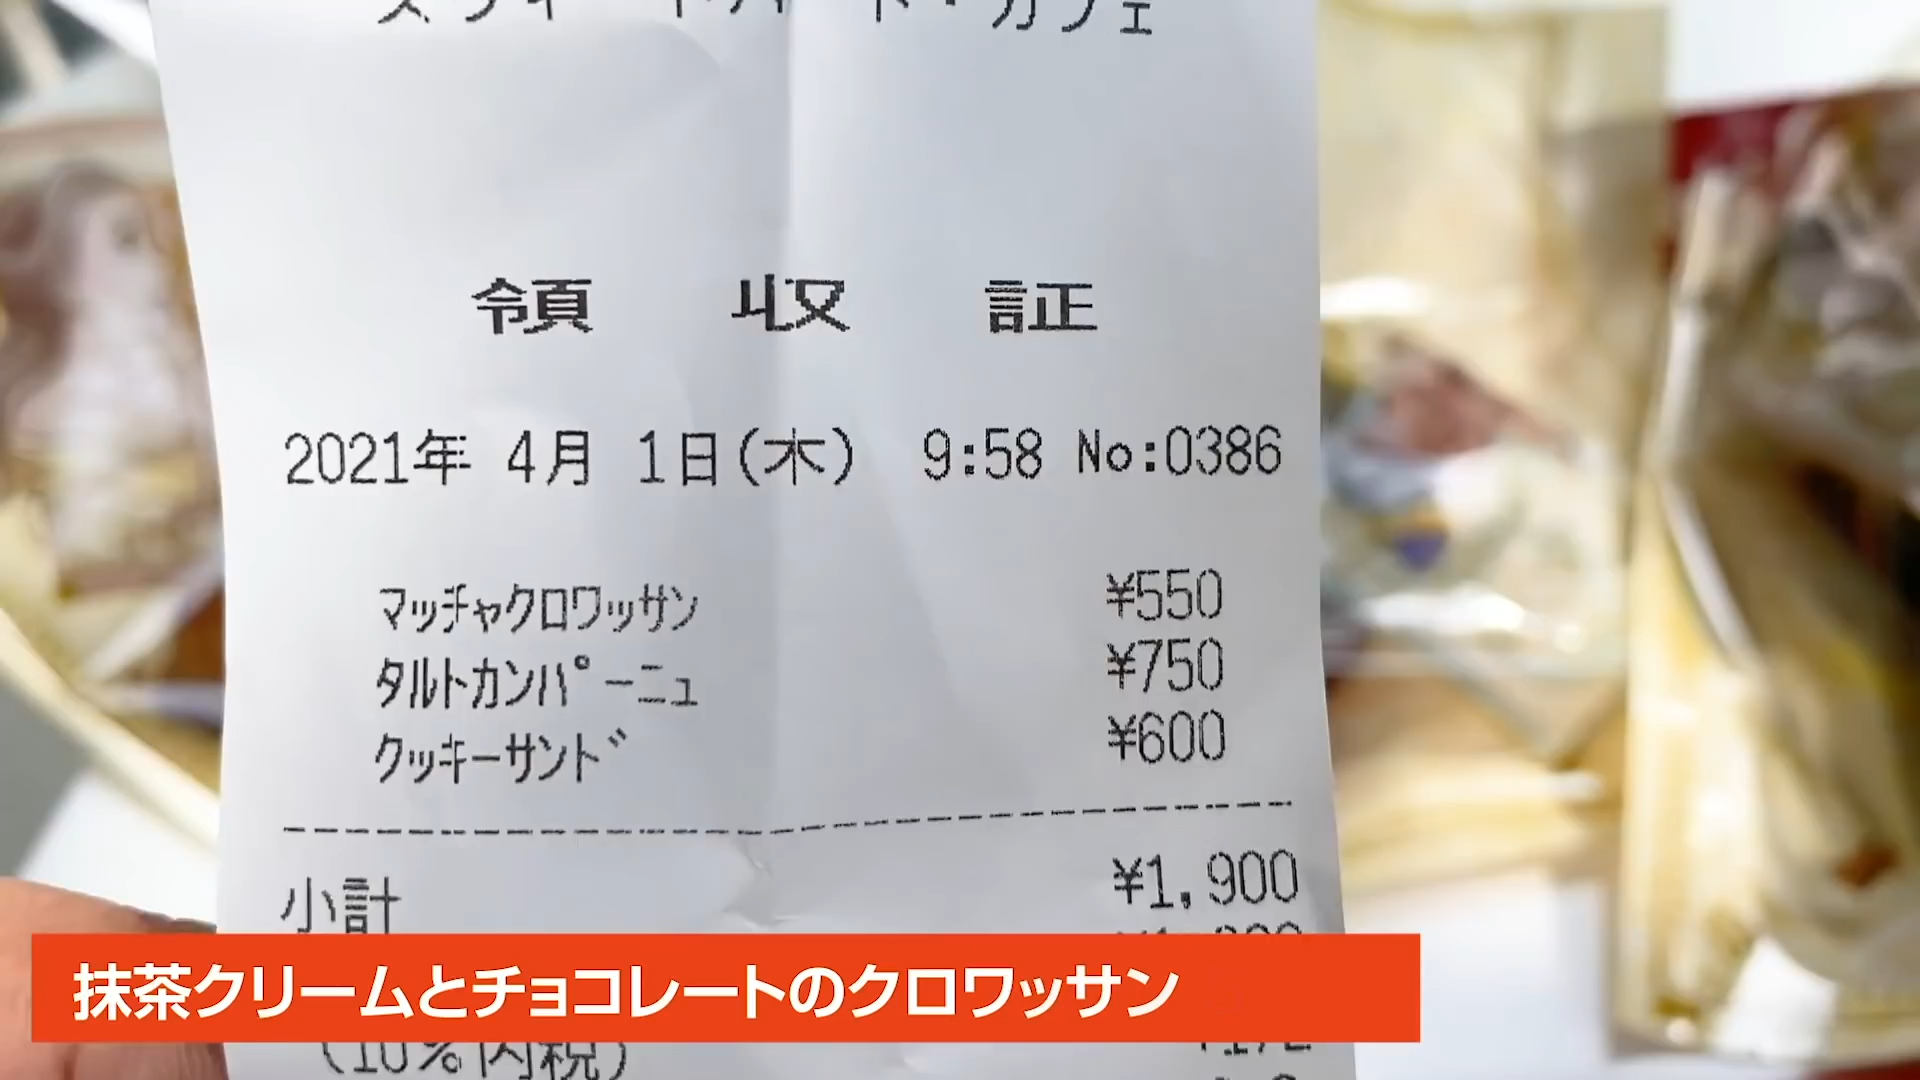 領 収 証
2021年 4月 1日(木) 9:58 No:0386
ﾏｯﾁｬｸﾛﾜｯｻﾝ ¥550
ﾀﾙﾄｶﾝﾊﾟｰﾆｭ ¥750
ｸｯｷｰｻﾝﾄﾞ ¥600
小計 ¥1,900
抹茶クリームとチョコレートのクロワッサン
(10%内税)